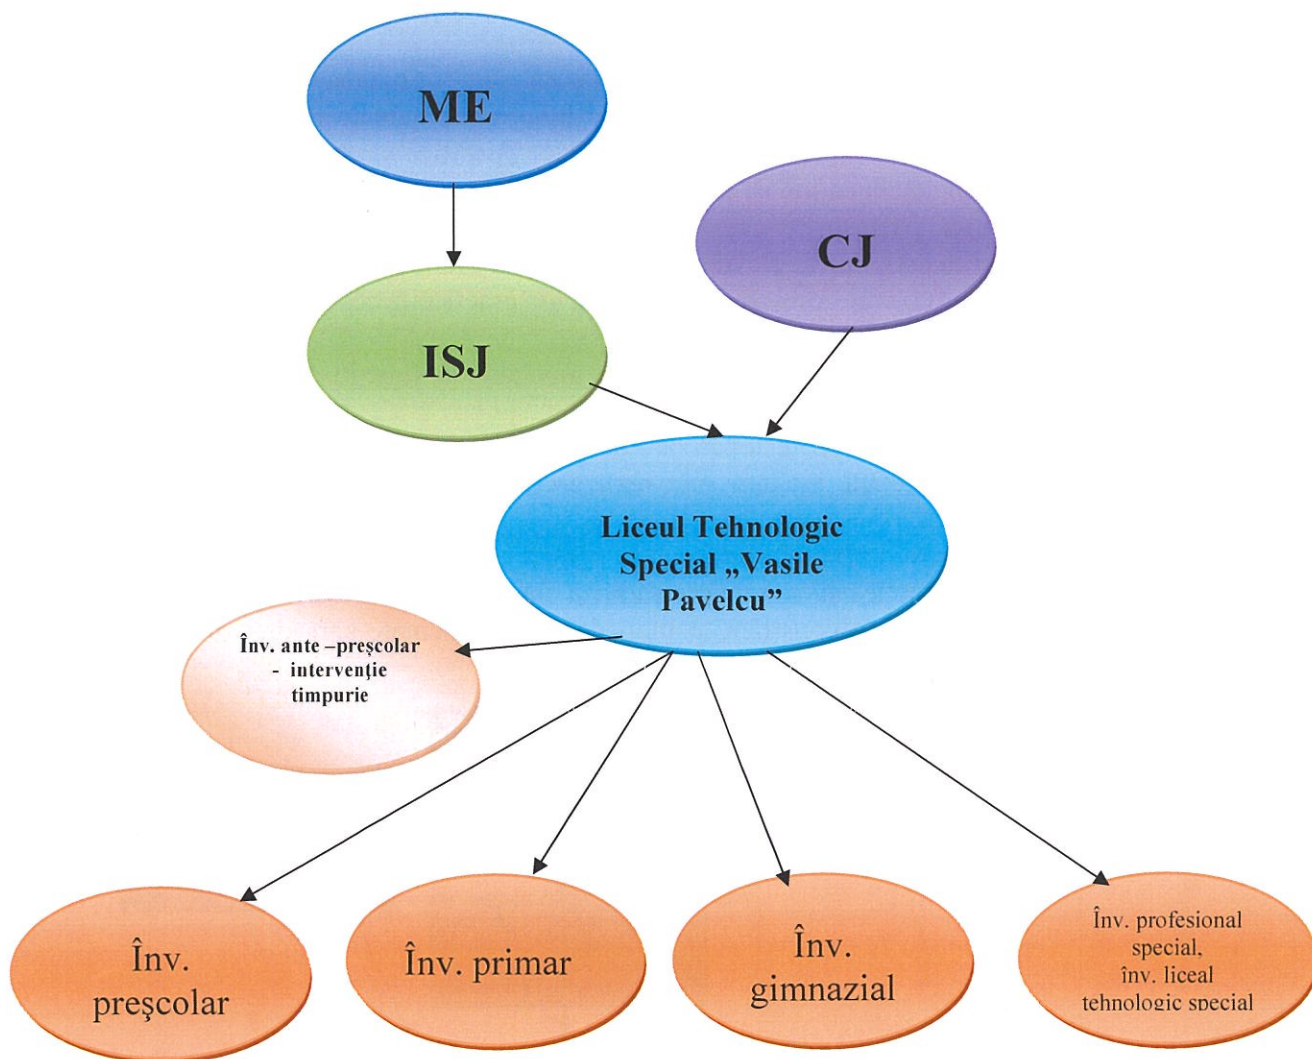 ME
CJ
ISJ
Liceul Tehnologic
Special „Vasile
Pavelcu”
Înv. ante –preșcolar
- intervenţie
timpurie
Înv.
preşcolar
Înv. primar
Înv.
gimnazial
Înv. profesional
special,
înv. liceal
tehnologic special